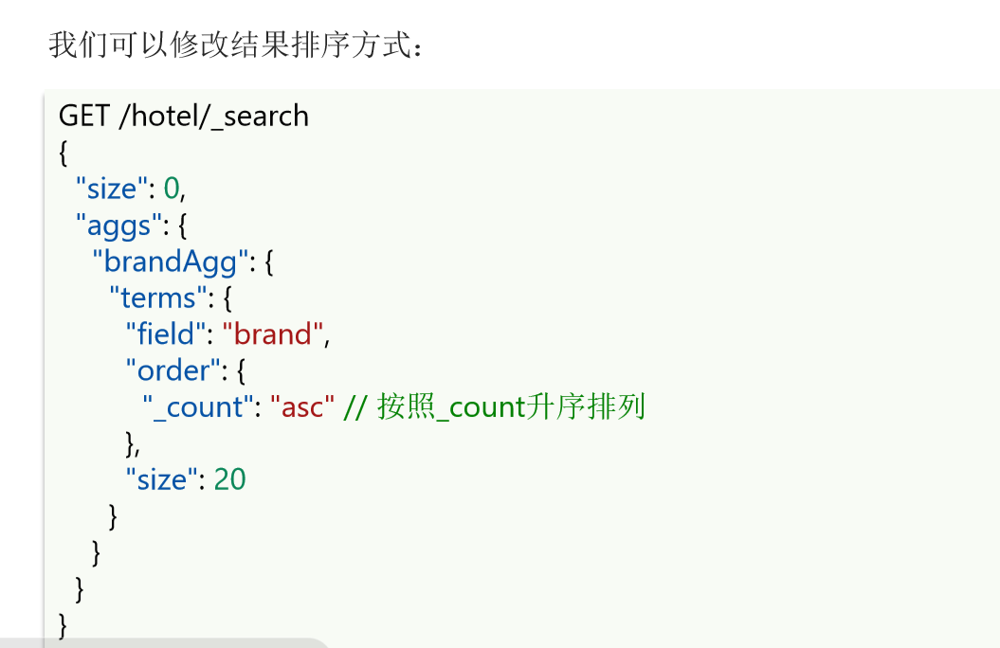 我们可以修改结果排序方式：
GET /hotel/_search
{
  "size": 0,
  "aggs": {
    "brandAgg": {
      "terms": {
        "field": "brand",
        "order": {
          "_count": "asc" // 按照_count升序排列
        },
        "size": 20
      }
    }
  }
}